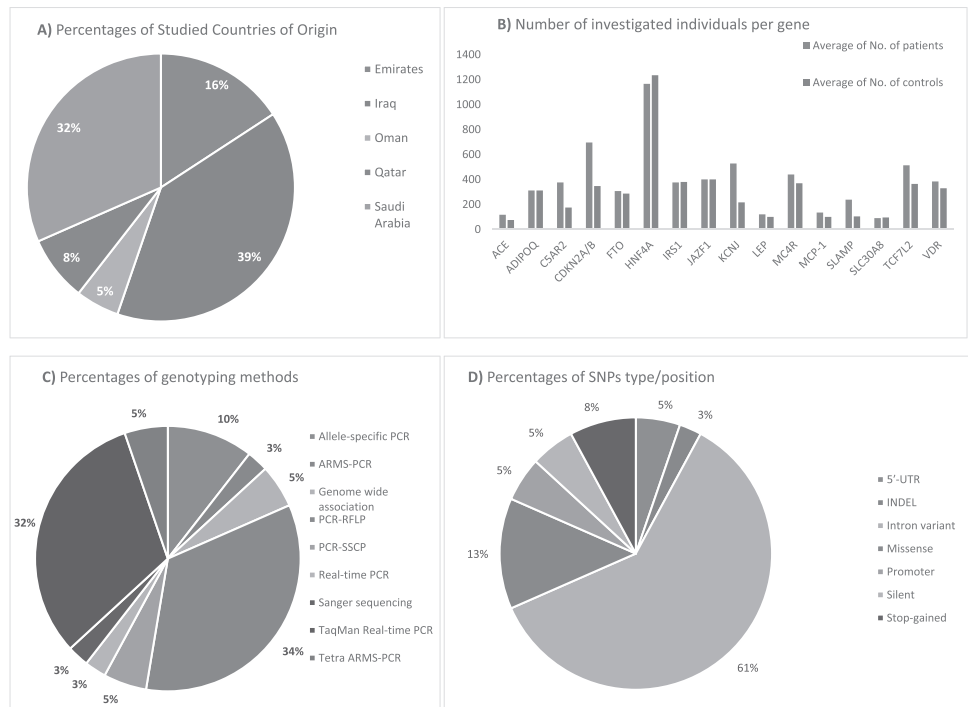 A) Percentages of Studied Countries of Origin
16%
39%
5%
8%
32%
Emirates
Iraq
Oman
Qatar
Saudi
Arabia
B) Number of investigated individuals per gene
Average of No. of patients
Average of No. of controls
1400
1200
1000
800
600
400
200
0
ACE
ADIPOQ
C5AR2
CDKN2A/B
FTO
HNF4A
IRS1
JAZF1
KCNJ
LEP
MC4R
MCP-1
SLAMP
SLC30A8
TCF7L2
VDR
C) Percentages of genotyping methods
10%
3%
5%
34%
5%
3%
3%
32%
5%
Allele-specific PCR
ARMS-PCR
Genome wide
association
PCR-RFLP
PCR-SSCP
Real-time PCR
Sanger sequencing
TaqMan Real-time PCR
Tetra ARMS-PCR
D) Percentages of SNPs type/position
5%
3%
61%
13%
5%
5%
8%
5'-UTR
INDEL
Intron variant
Missense
Promoter
Silent
Stop-gained